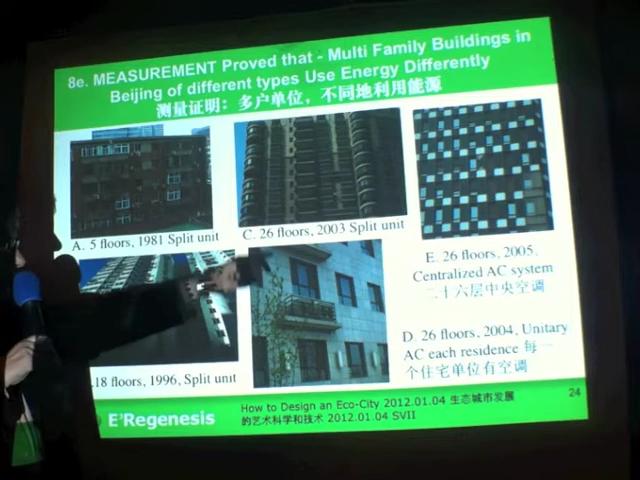 8e. MEASUREMENT Proved that - Multi Family Buildings in
Beijing of different types Use Energy Differently
测量证明：多户单位，不同地利用能源
A. 5 floors, 1981 Split unit
C. 26 floors, 2003 Split unit
E. 26 floors, 2005,
Centralized AC system
二十六层中央空调
.18 floors, 1996, Split unit
D. 26 floors, 2004, Unitary
AC each residence 每一
个住宅单位有空调
E'Regenesis
How to Design an Eco-City 2012.01.04 生态城市发展
的艺术科学和技术 2012.01.04 SVII
24